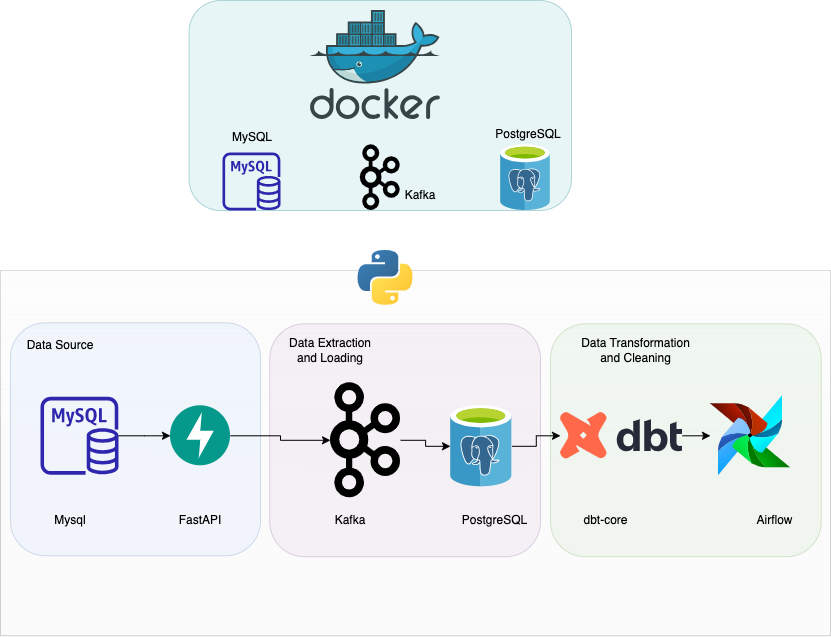 docker
MySQL
PostgreSQL
MySQL
Kafka
Data Source
Data Extraction
and Loading
Data Transformation
and Cleaning
MySQL
dbt
Mysql
FastAPI
Kafka
PostgreSQL
dbt-core
Airflow